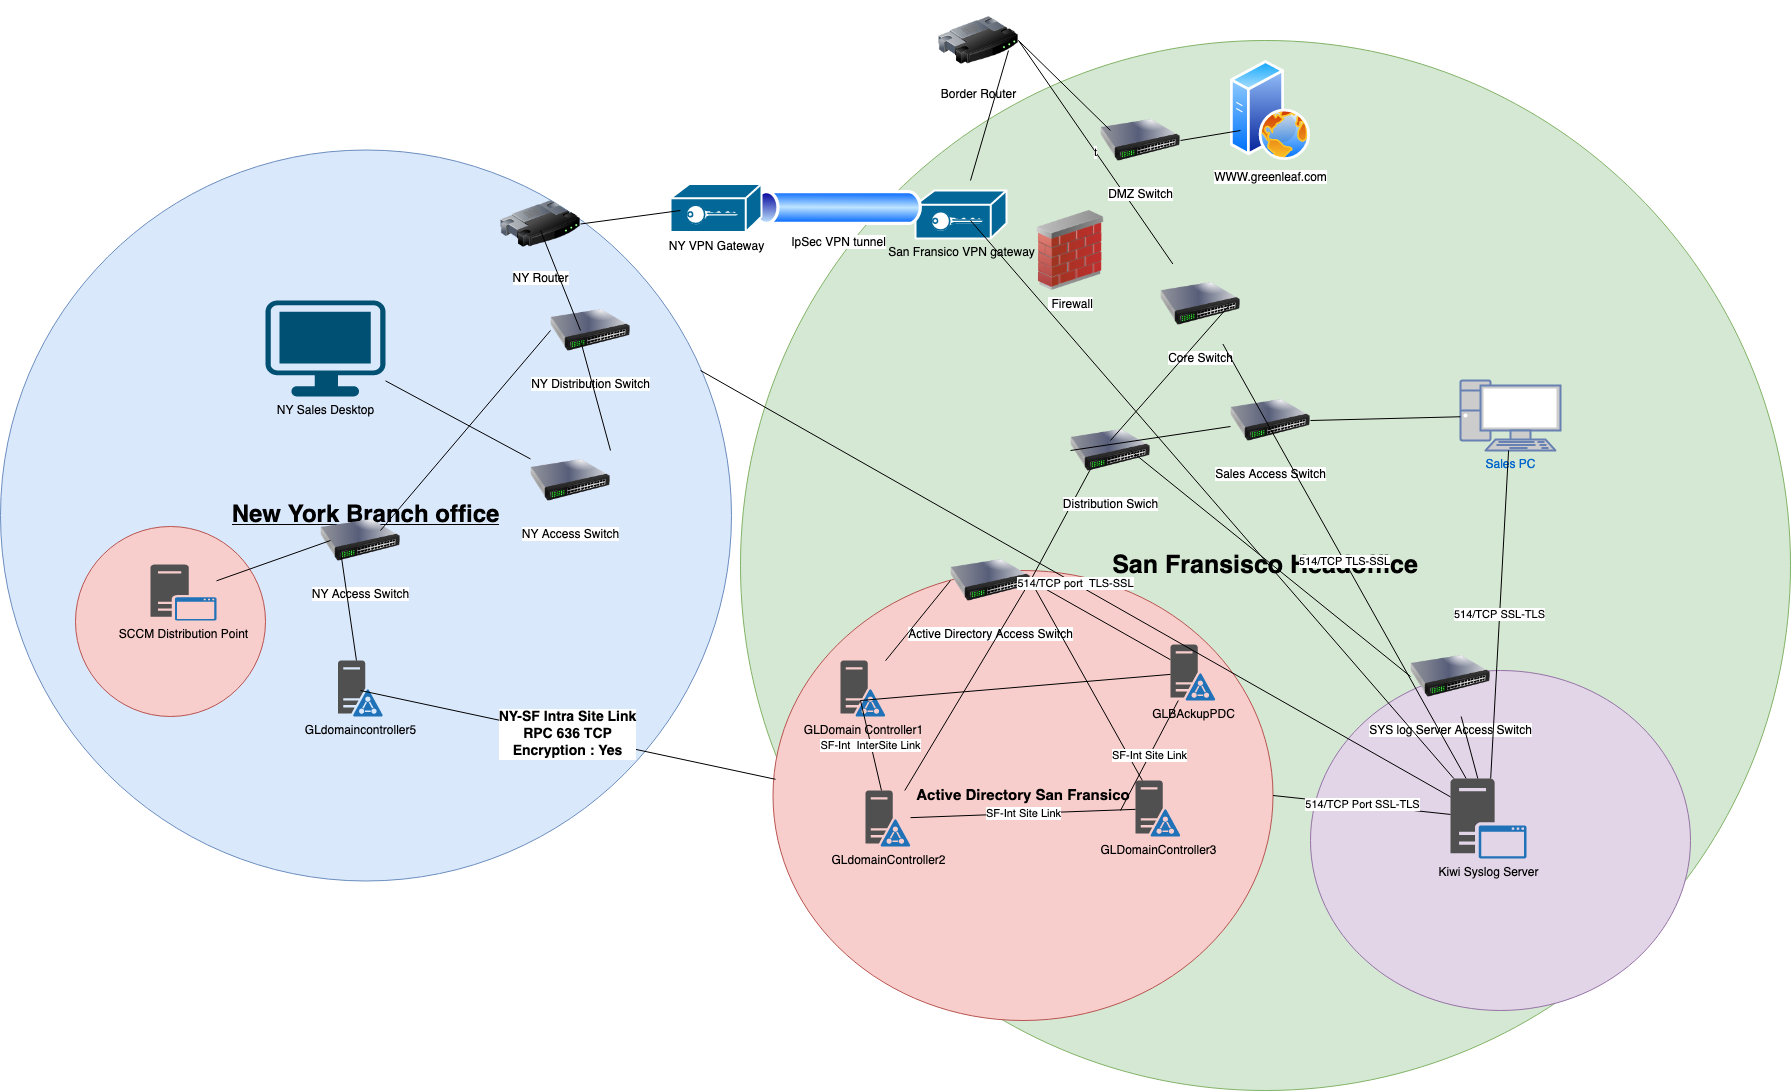 Border Router
WWW.greenleaf.com
t
DMZ Switch
NY VPN Gateway
IpSec VPN tunnel
San Fransico VPN gateway
NY Router
Firewall
Core Switch
NY Distribution Switch
NY Sales Desktop
Sales PC
Sales Access Switch
Distribution Swich
New York Branch office
NY Access Switch
San Fransisco Headoffice
514/TCP TLS-SSL
514/TCP port TLS-SSL
NY Access Switch
514/TCP SSL-TLS
SCCM Distribution Point
Active Directory Access Switch
GLdomaincontroller5
NY-SF Intra Site Link
RPC 636 TCP
Encryption : Yes
GLDomain Controller1
GLBAckupPDC
SYS log Server Access Switch
SF-Int InterSite Link
SF-Int Site Link
Active Directory San Fransico
514/TCP Port SSL-TLS
SF-Int Site Link
GLdomainController2
GLDomainController3
Kiwi Syslog Server